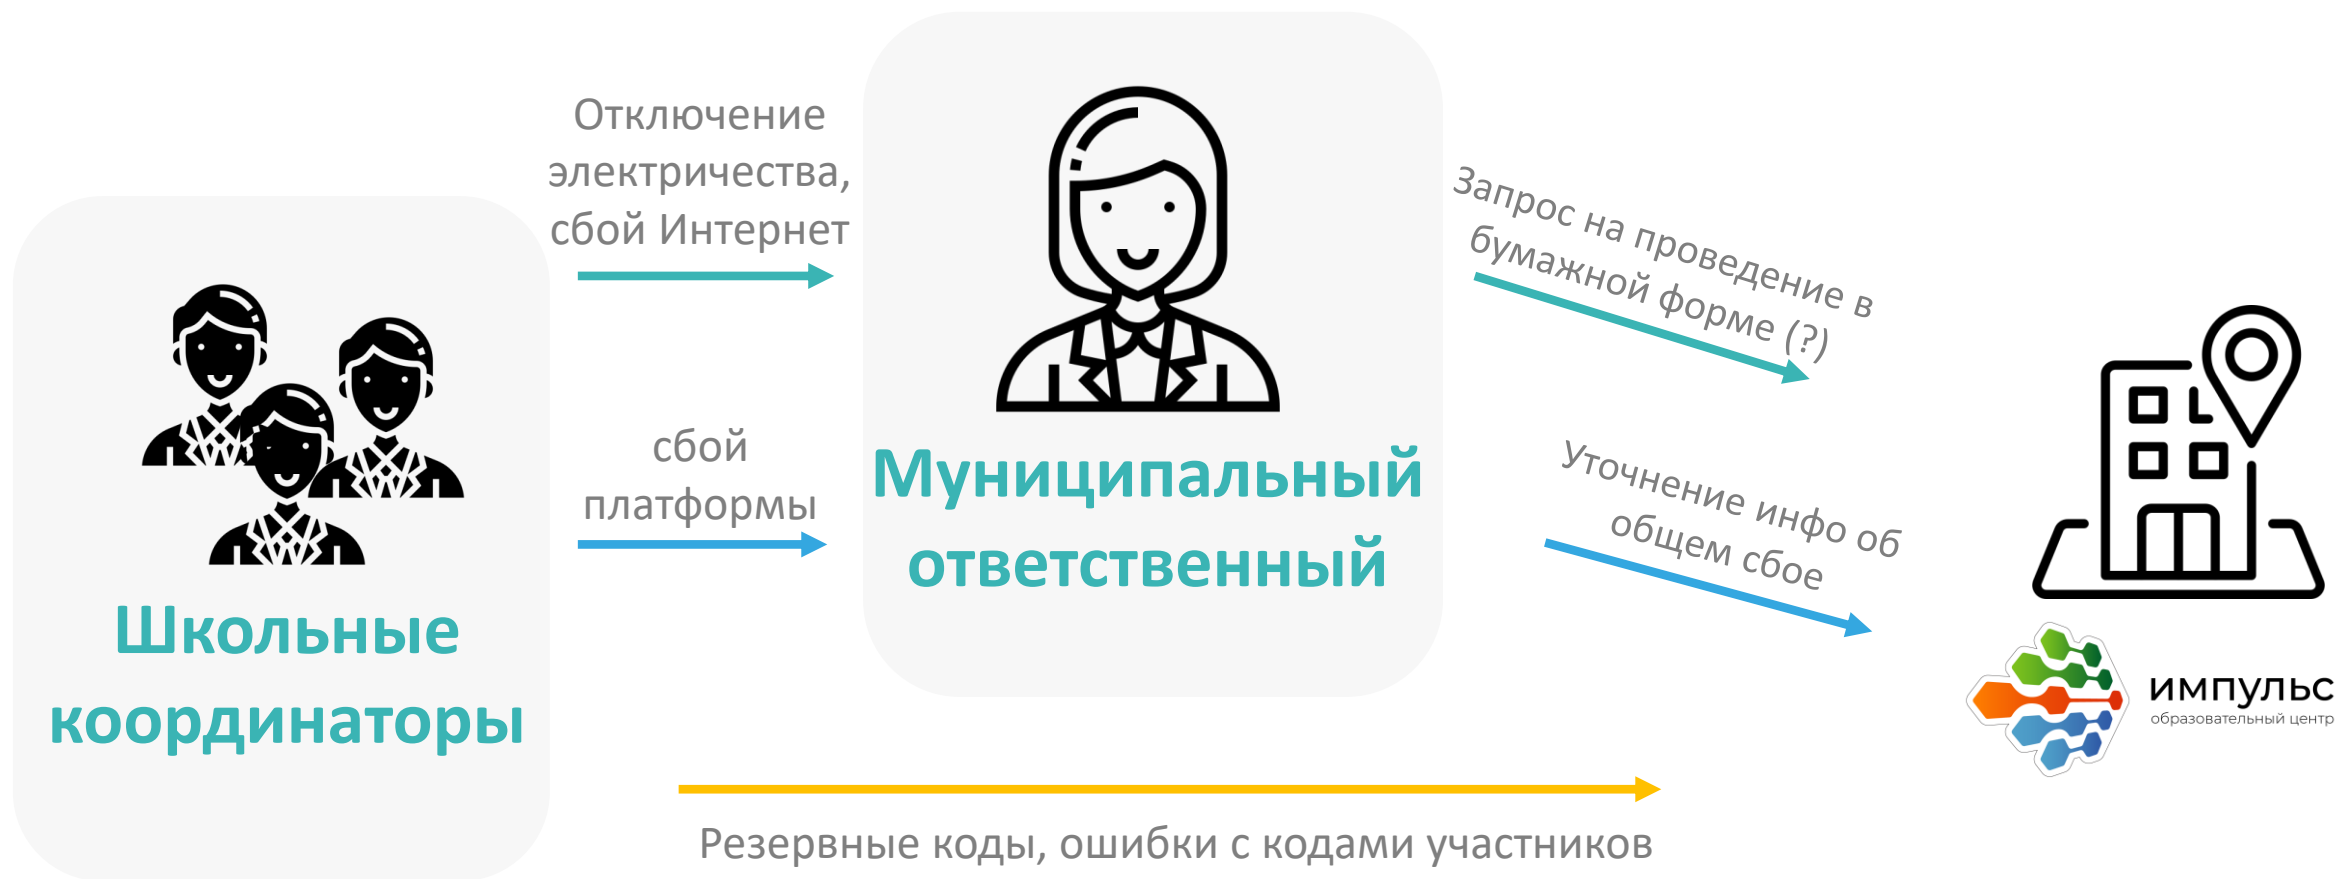 Отключение
электричества,
сбой Интернет
Запрос на проведение в
бумажной форме (?)
сбой
платформы
Муниципальный
ответственный
Уточнение инфо об
общем сбое
Школьные
координаторы
импульс
образовательный центр
Резервные коды, ошибки с кодами участников